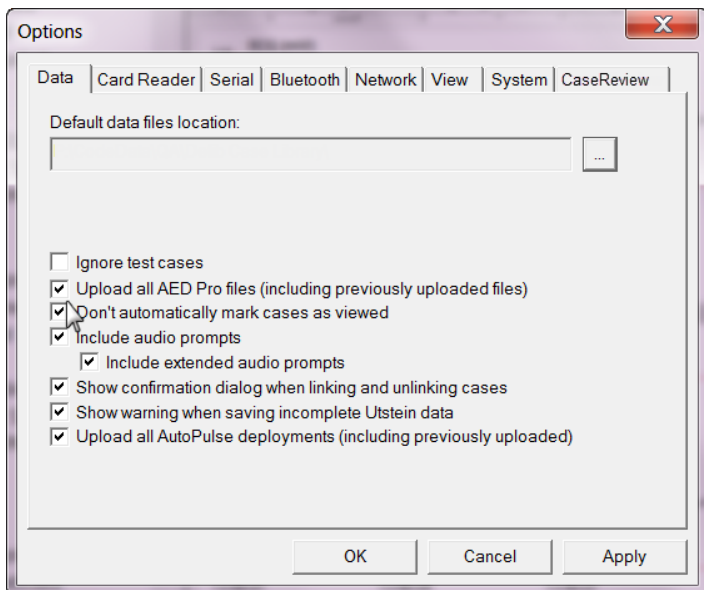 Options
Data Card Reader Serial Bluetooth Network View System CaseReview
Default data files location:
...
Ignore test cases
Upload all AED Pro files (including previously uploaded files)
Don't automatically mark cases as viewed
Include audio prompts
Include extended audio prompts
Show confirmation dialog when linking and unlinking cases
Show warning when saving incomplete Utstein data
Upload all AutoPulse deployments (including previously uploaded)
OK Cancel Apply